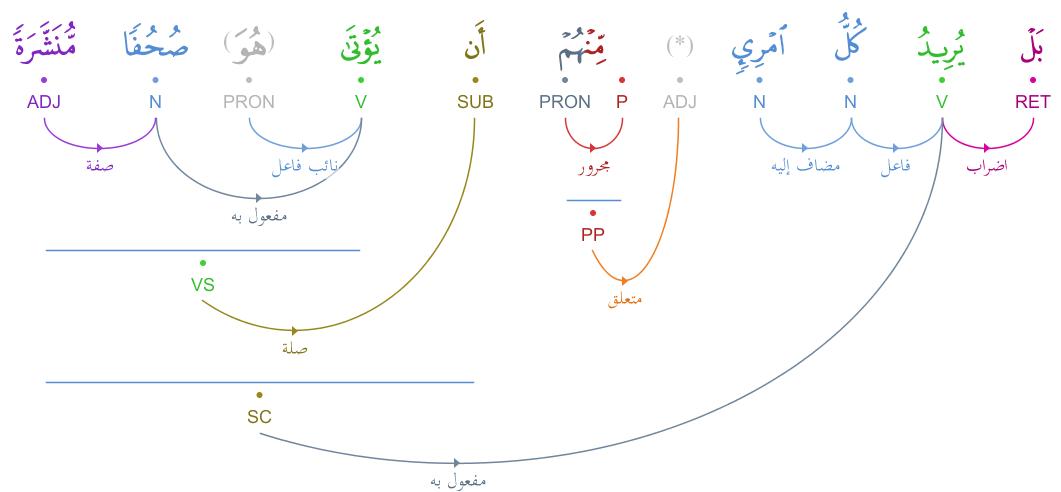 بَلْ يُرِيدُ كُلُّ ٱمْرِئٍ (*) مِّنْهُمْ أَن يُؤْتَىٰ (هُوَ) صُحُفًا مُّنَشَّرَةً
RET V N N ADJ P PRON SUB V PRON N ADJ
اضراب فاعل مضاف إليه مجرور نائب فاعل صفة
مفعول به
PP
VS
متعلق
صلة
SC
مفعول به